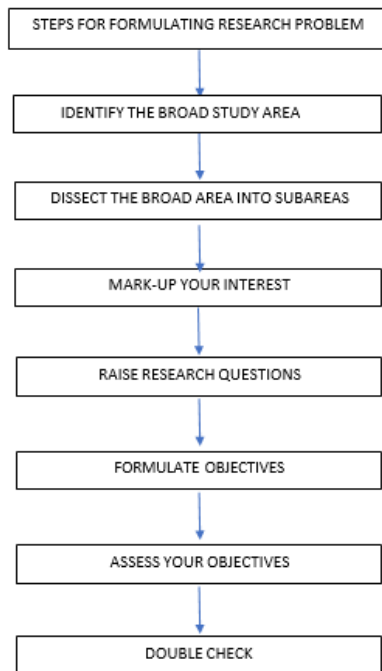 STEPS FOR FORMULATING RESEARCH PROBLEM
IDENTIFY THE BROAD STUDY AREA
DISSECT THE BROAD AREA INTO SUBAREAS
MARK-UP YOUR INTEREST
RAISE RESEARCH QUESTIONS
FORMULATE OBJECTIVES
ASSESS YOUR OBJECTIVES
DOUBLE CHECK